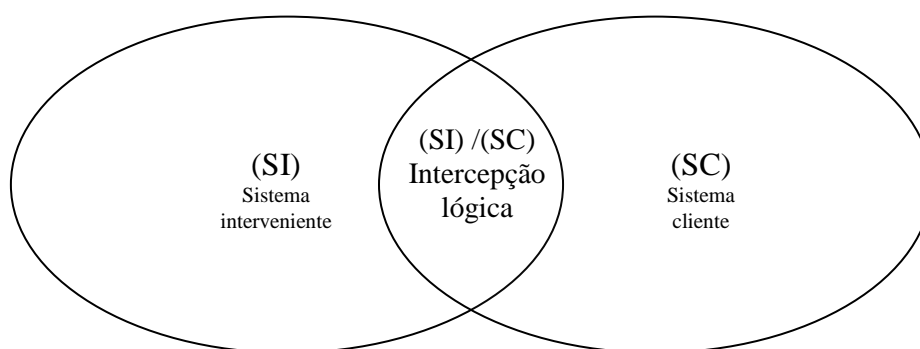 (SI)
Sistema
interveniente
(SI) /(SC)
Intercepção
lógica
(SC)
Sistema
cliente